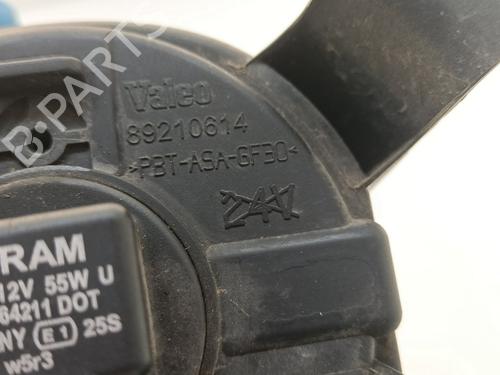 Valeo
89210614
>PBT-ASA-GF30<
RAM
12V 55W U
64211 DOT
NY E1 25S
w5r3
B-PARTS